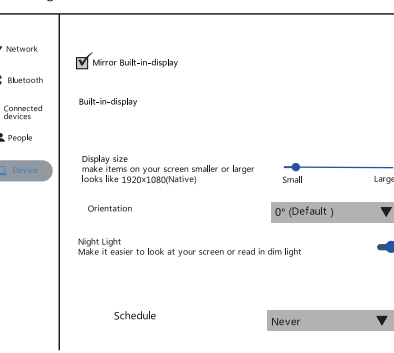 Network
Mirror Built-in-display
Bluetooth
Built-in-display
Connected
devices
People
Display size
make items on your screen smaller or larger
looks like 1920x1080(Native)
Small
Large
Device
Orientation
0° (Default )
Night Light
Make it easier to look at your screen or read in dim light
Schedule
Never